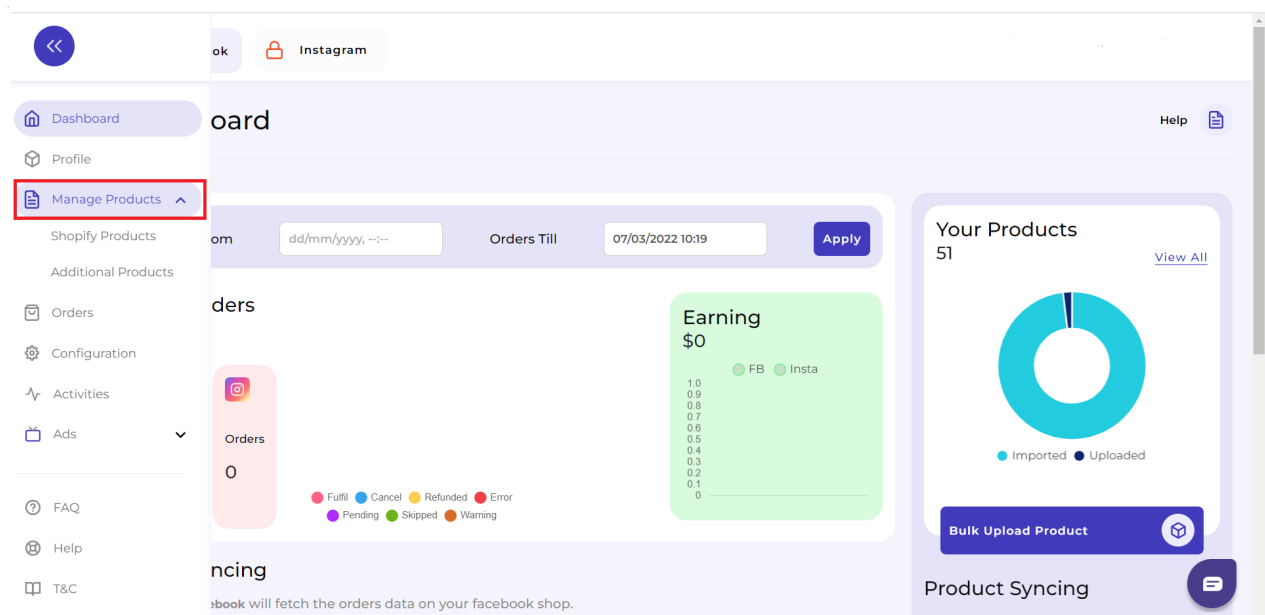 ok
Instagram
Dashboard
oard
Help
Profile
Manage Products
Shopify Products
om
dd/mm/yyyy, --:--
Orders Till
07/03/2022 10:19
Apply
Your Products
51
View All
Additional Products
Orders
ders
Earning
$0
Configuration
FB
Insta
1.0
0.9
0.8
0.7
0.6
0.5
0.4
0.3
0.2
0.1
0
Activities
Ads
Orders
0
Imported
Uploaded
Fulfil
Cancel
Refunded
Error
Pending
Skipped
Warning
FAQ
Bulk Upload Product
Help
ncing
T&C
Product Syncing
ebook will fetch the orders data on your facebook shop.